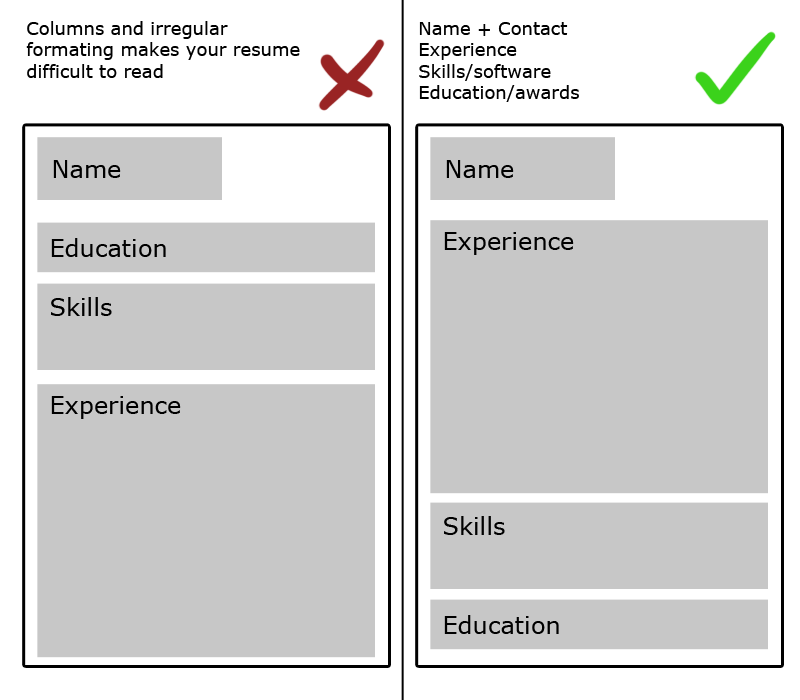 Columns and irregular
formating makes your resume
difficult to read
Name
Education
Skills
Experience
Name + Contact
Experience
Skills/software
Education/awards
Name
Experience
Skills
Education